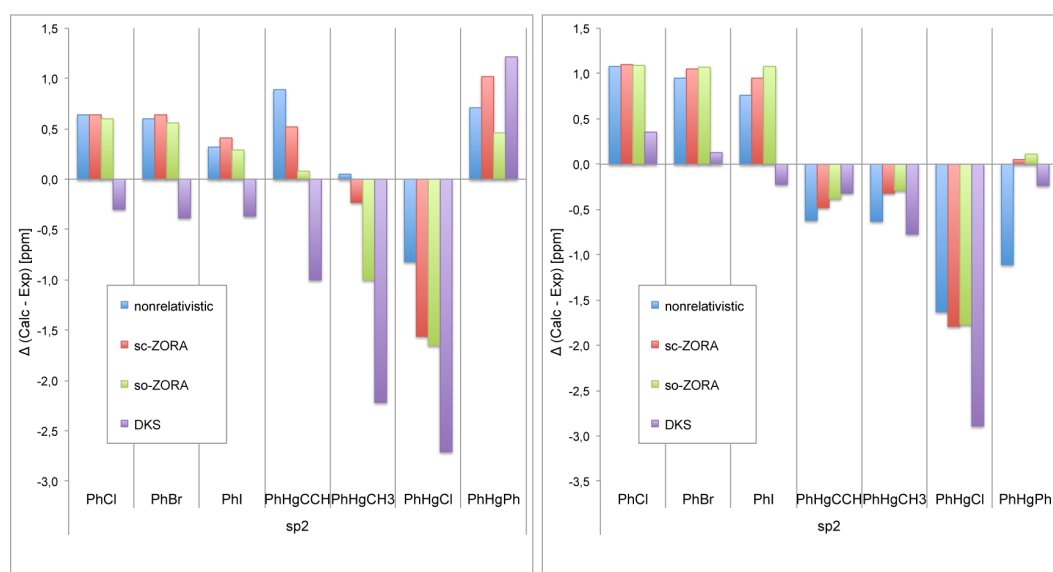 Δ (Calc - Exp) [ppm]
1,5
1,0
0,5
0,0
-0,5
-1,0
-1,5
-2,0
-2,5
-3,0
nonrelativistic
sc-ZORA
so-ZORA
DKS
PhCl PhBr PhI PhHgCCH PhHgCH3 PhHgCl PhHgPh
sp2
Δ (Calc - Exp) [ppm]
1,5
1,0
0,5
0,0
-0,5
-1,0
-1,5
-2,0
-2,5
-3,0
-3,5
nonrelativistic
sc-ZORA
so-ZORA
DKS
PhCl PhBr PhI PhHgCCH PhHgCH3 PhHgCl PhHgPh
sp2